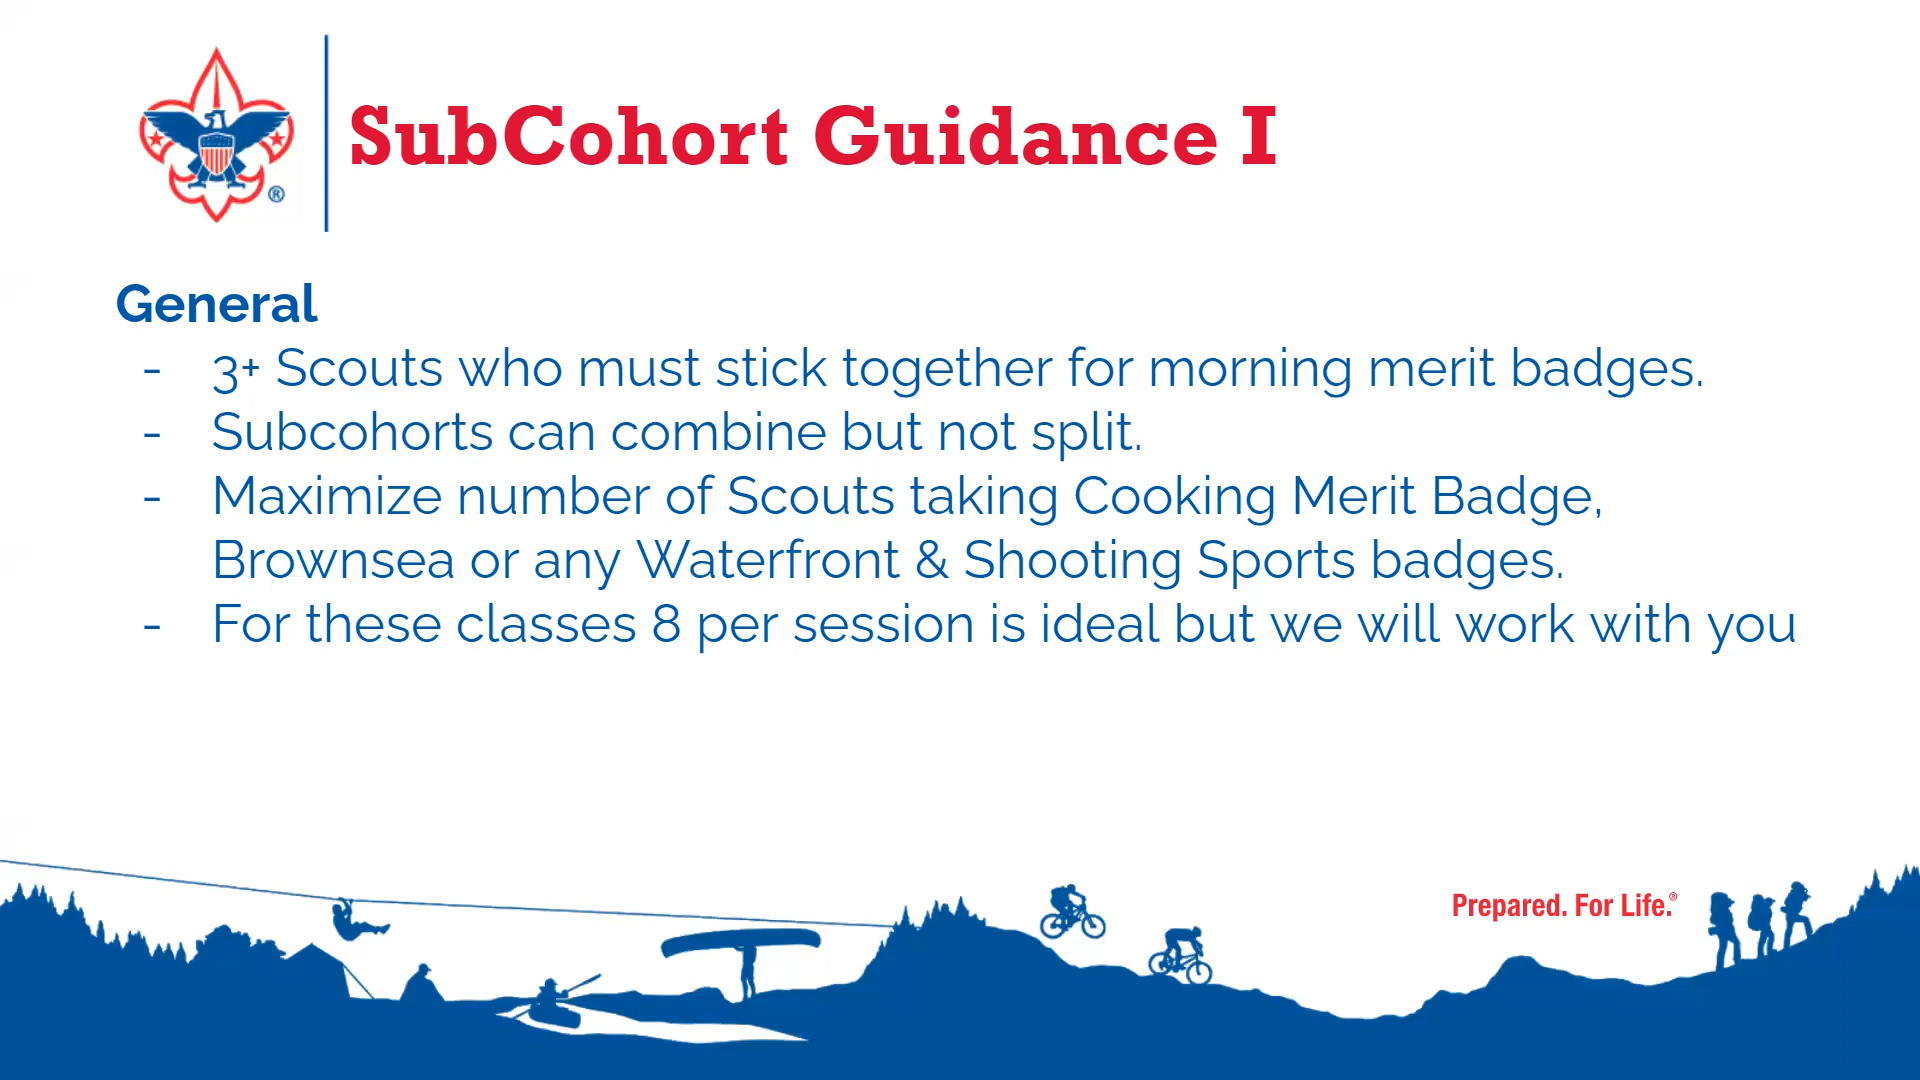 SubCohort Guidance I
General
- 3+ Scouts who must stick together for morning merit badges.
- Subcohorts can combine but not split.
- Maximize number of Scouts taking Cooking Merit Badge,
Brownsea or any Waterfront & Shooting Sports badges.
- For these classes 8 per session is ideal but we will work with you
Prepared. For Life.®
®